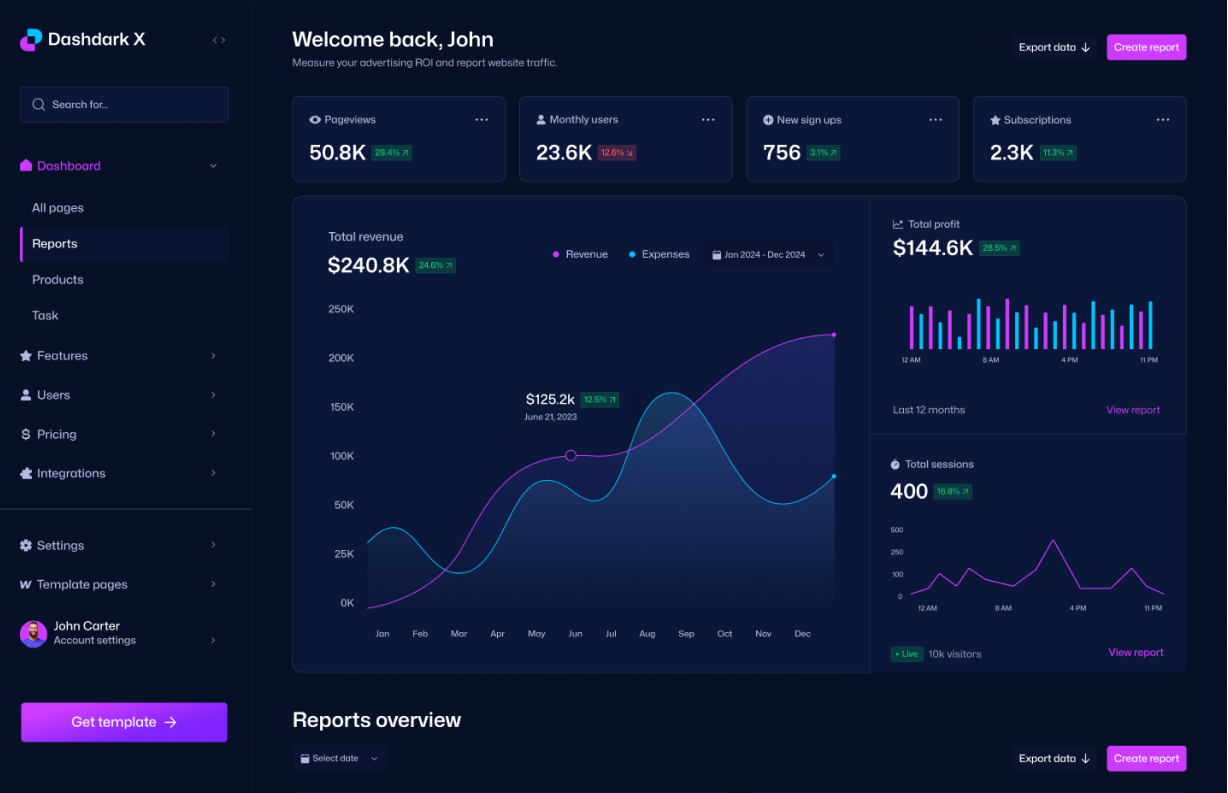 Dashdark X
Search for...
Dashboard
All pages
Reports
Products
Task
Features
Users
Pricing
Integrations
Settings
Template pages
John Carter
Account settings
Get template →
Welcome back, John
Measure your advertising ROI and report website traffic.
Export data ↓
Create report
Pageviews
50.8K 28.4%
Monthly users
23.6K 12.6%
New sign ups
756 3.1%
Subscriptions
2.3K 11.3%
Total revenue
$240.8K 24.6%
Revenue
Expenses
Jan 2024 - Dec 2024
250K
200K
150K
100K
50K
25K
0K
$125.2k 12.5%
June 21, 2023
Jan Feb Mar Apr May Jun Jul Aug Sep Oct Nov Dec
Total profit
$144.6K 28.5%
12 AM 8 AM 4 PM 11 PM
Last 12 months
View report
Total sessions
400 16.8%
500
250
100
0
12 AM 8 AM 4 PM 11 PM
• Live 10k visitors
View report
Reports overview
Select date
Export data ↓
Create report